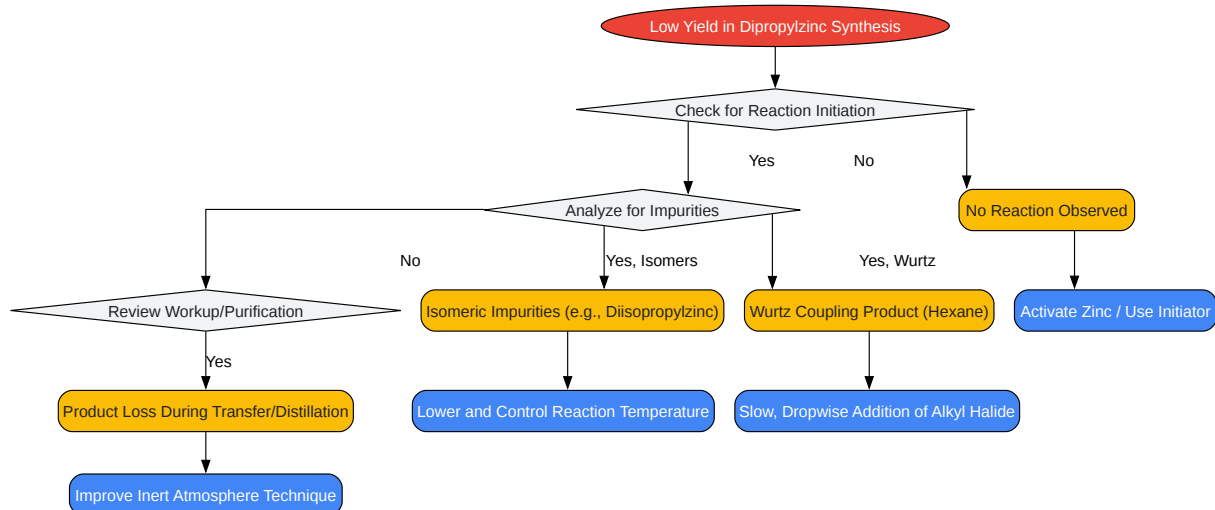 Low Yield in Dipropylzinc Synthesis
Check for Reaction Initiation
Yes
No
Analyze for Impurities
No Reaction Observed
No
Yes, Isomers
Yes, Wurtz
Review Workup/Purification
Isomeric Impurities (e.g., Diisopropylzinc)
Wurtz Coupling Product (Hexane)
Activate Zinc / Use Initiator
Yes
Product Loss During Transfer/Distillation
Lower and Control Reaction Temperature
Slow, Dropwise Addition of Alkyl Halide
Improve Inert Atmosphere Technique